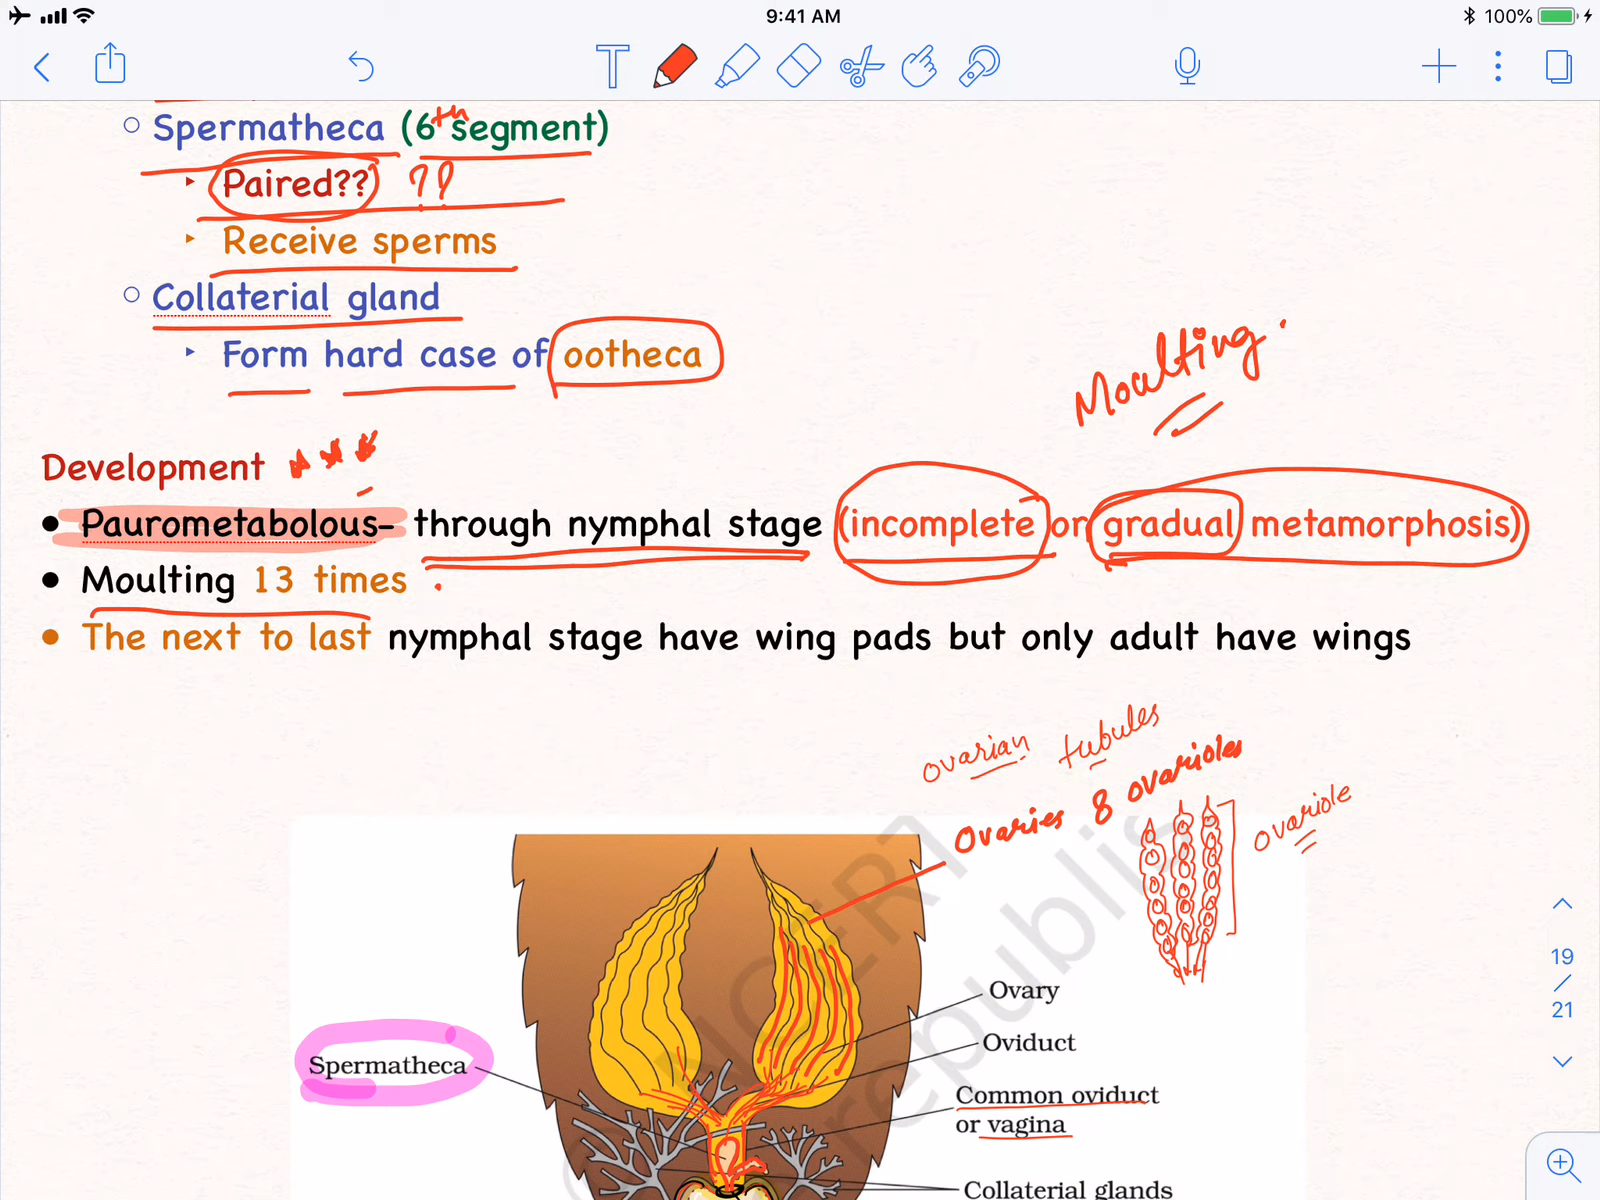 9:41 AM
100%
T
Spermatheca (6th segment)
Paired?? ??
Receive sperms
Collaterial gland
Form hard case of ootheca
Moulting
Development
Paurometabolous- through nymphal stage (incomplete or gradual metamorphosis)
Moulting 13 times
The next to last nymphal stage have wing pads but only adult have wings
ovarian tubules
Ovaries 8 ovarioles
ovariole
Ovary
Oviduct
Spermatheca
Common oviduct
or vagina
Collaterial glands
NCERT
republis
19
/
21